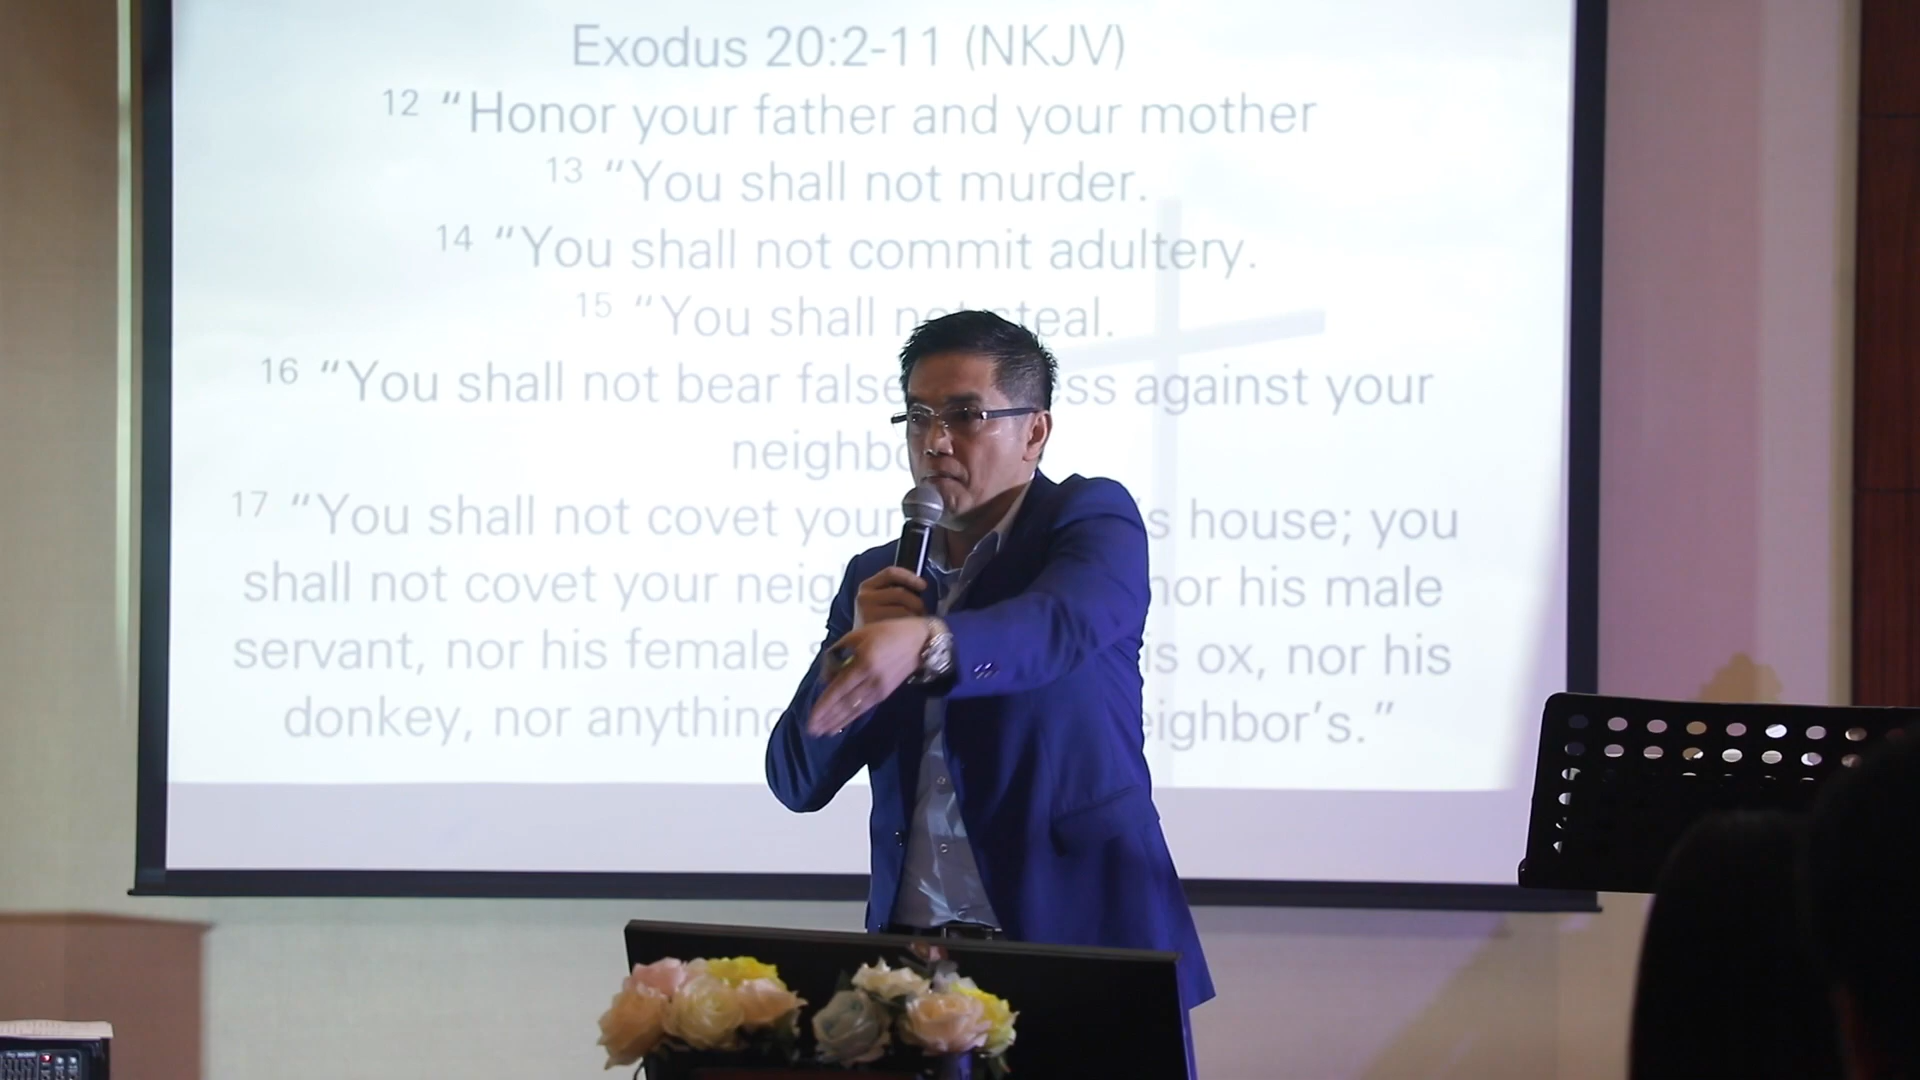 Exodus 20:2-11 (NKJV)
12 “Honor your father and your mother
13 “You shall not murder.
14 “You shall not commit adultery.
15 “You shall not steal.
16 “You shall not bear false against your
17 “You shall not covet your house; you
shall not covet your nor his male
servant, nor his female ox, nor his
donkey, nor